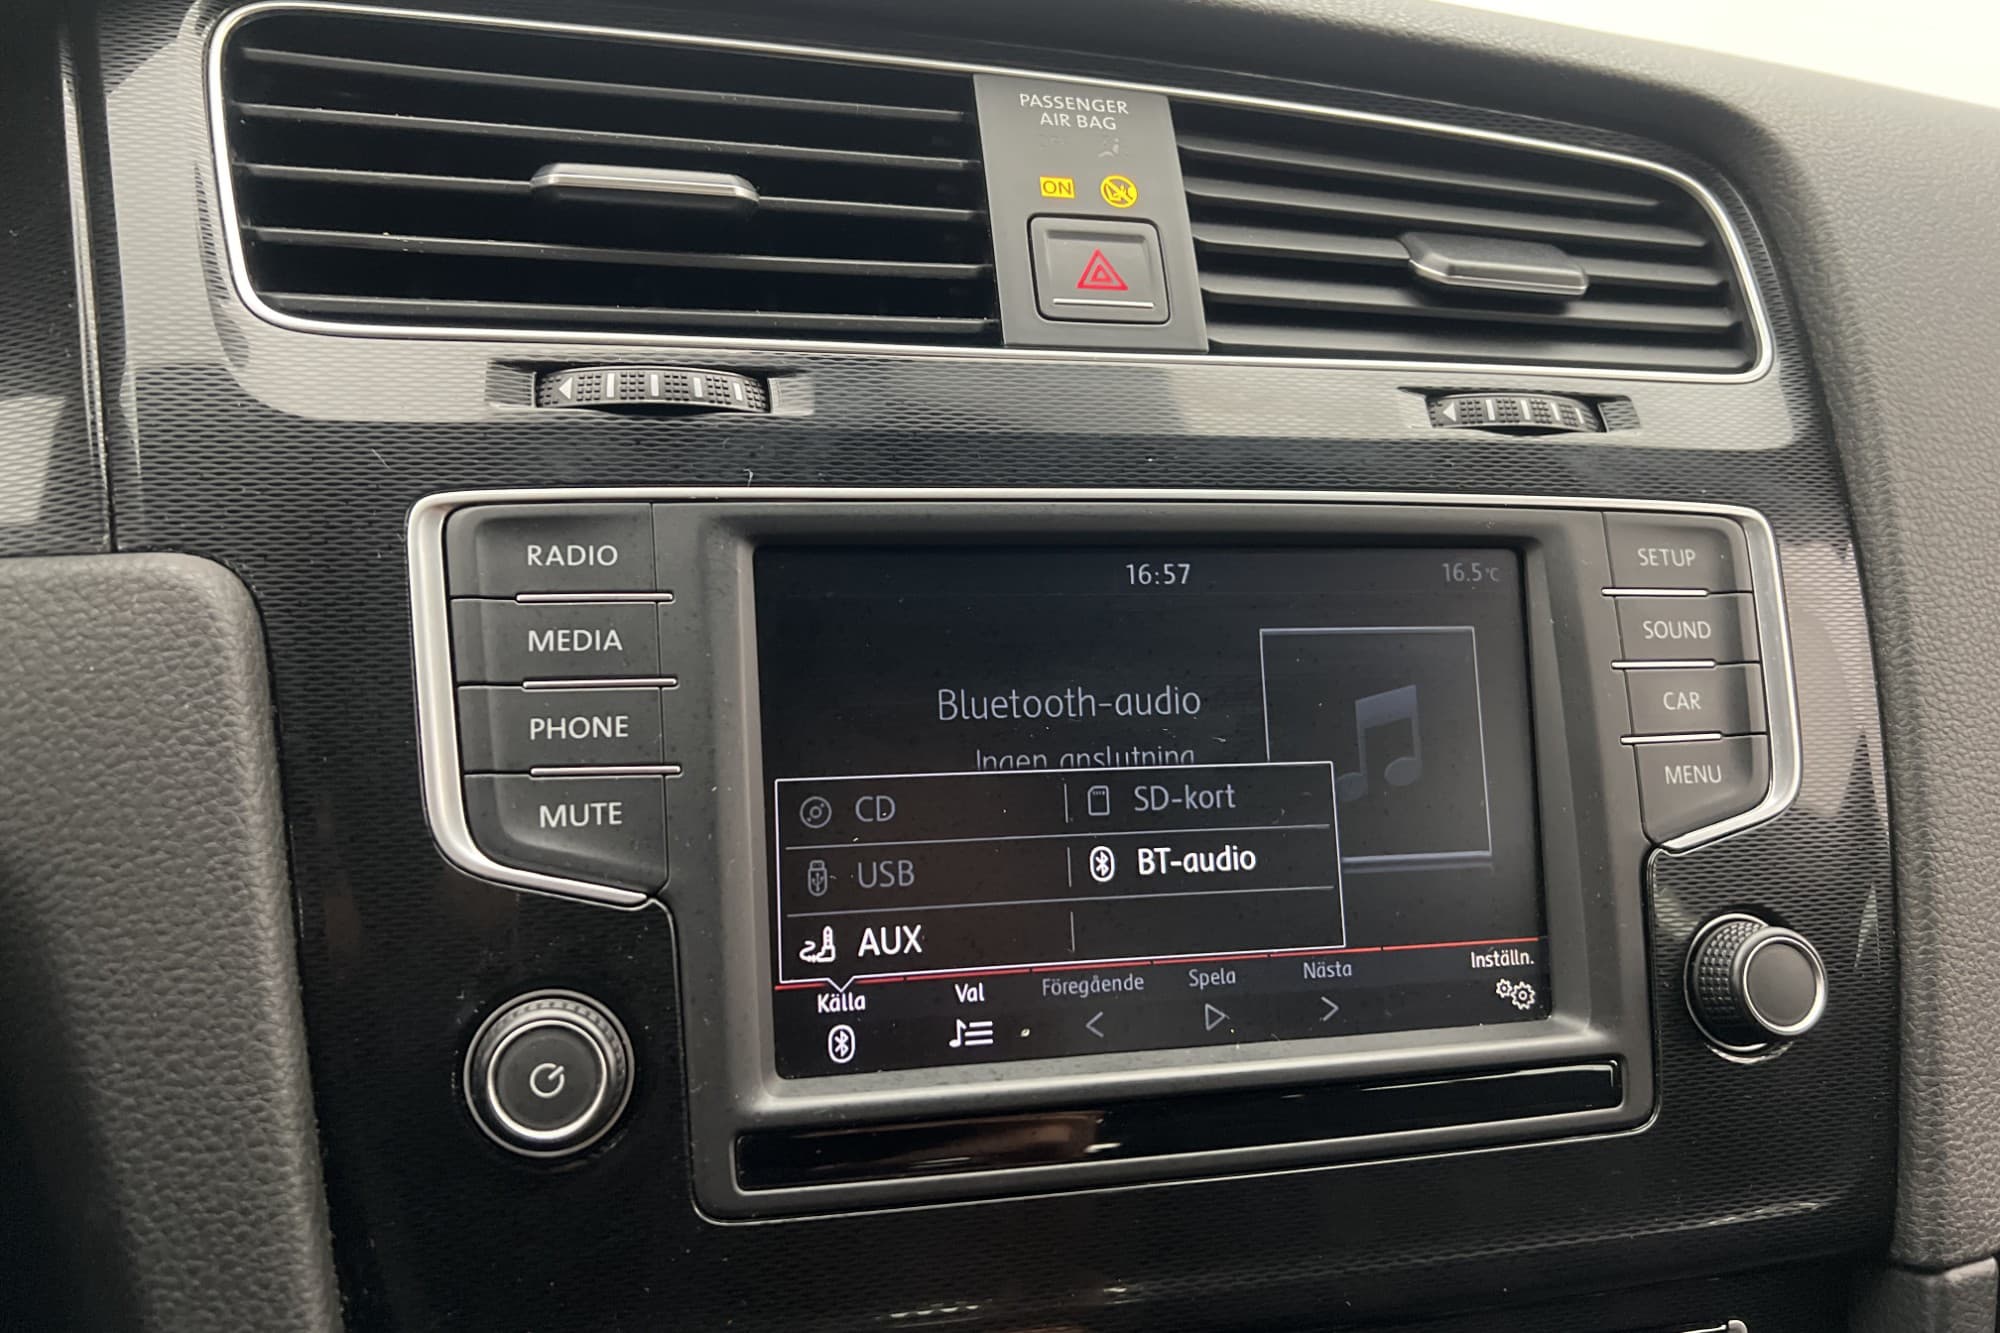 PASSENGER
AIR BAG
ON
RADIO
MEDIA
PHONE
MUTE
16:57
16.5°C
Bluetooth-audio
Ingen anslutning
CD
SD-kort
USB
BT-audio
AUX
Källa
Val
Föregående
Spela
Nästa
Inställn.
SETUP
SOUND
CAR
MENU